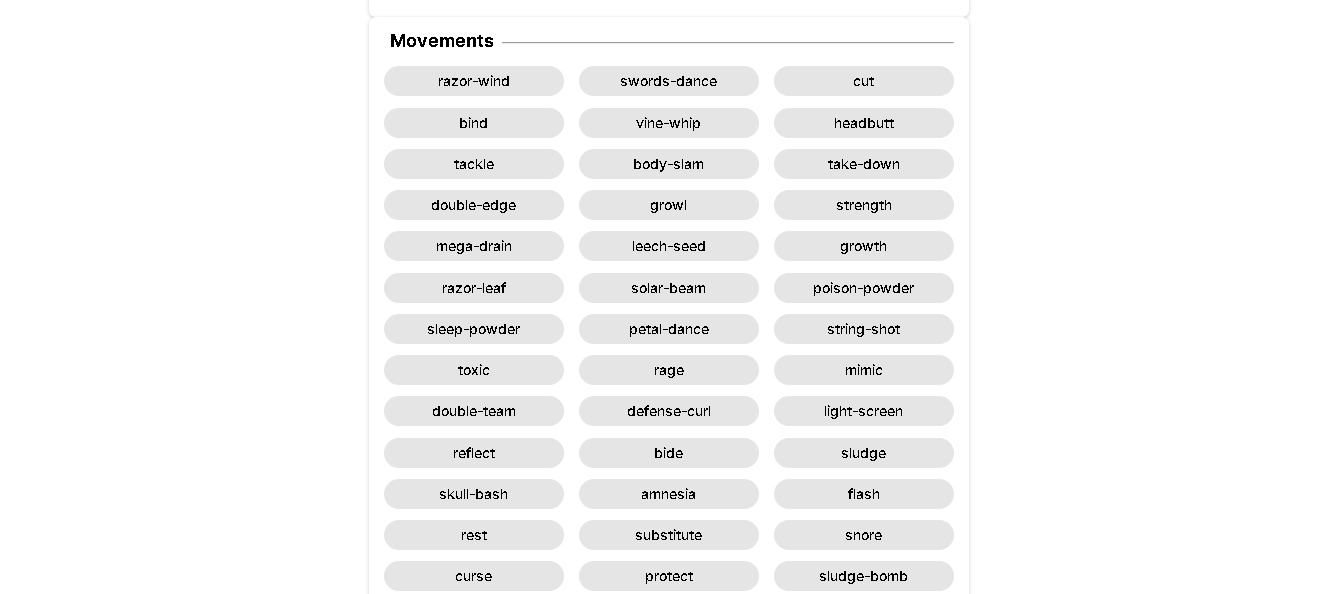 Movements
razor-wind swords-dance cut
bind vine-whip headbutt
tackle body-slam take-down
double-edge growl strength
mega-drain leech-seed growth
razor-leaf solar-beam poison-powder
sleep-powder petal-dance string-shot
toxic rage mimic
double-team defense-curl light-screen
reflect bide sludge
skull-bash amnesia flash
rest substitute snore
curse protect sludge-bomb